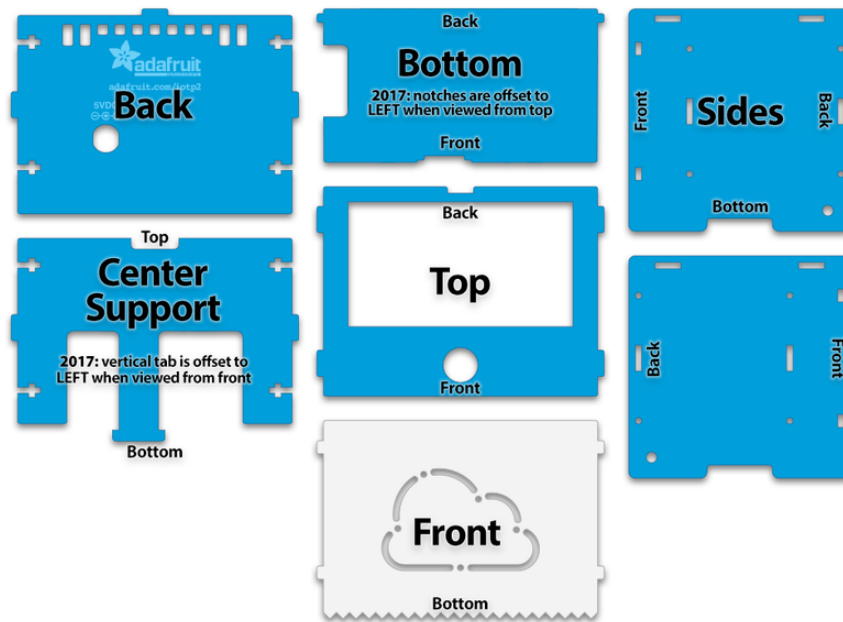 adafruit
adafruit.com/iotp2
5VDC
Back
Top
Center
Support
2017: vertical tab is offset to
LEFT when viewed from front
Bottom
Back
Bottom
2017: notches are offset to
LEFT when viewed from top
Front
Back
Top
Front
Front
Bottom
Front
Sides
Back
Bottom
Back
Front